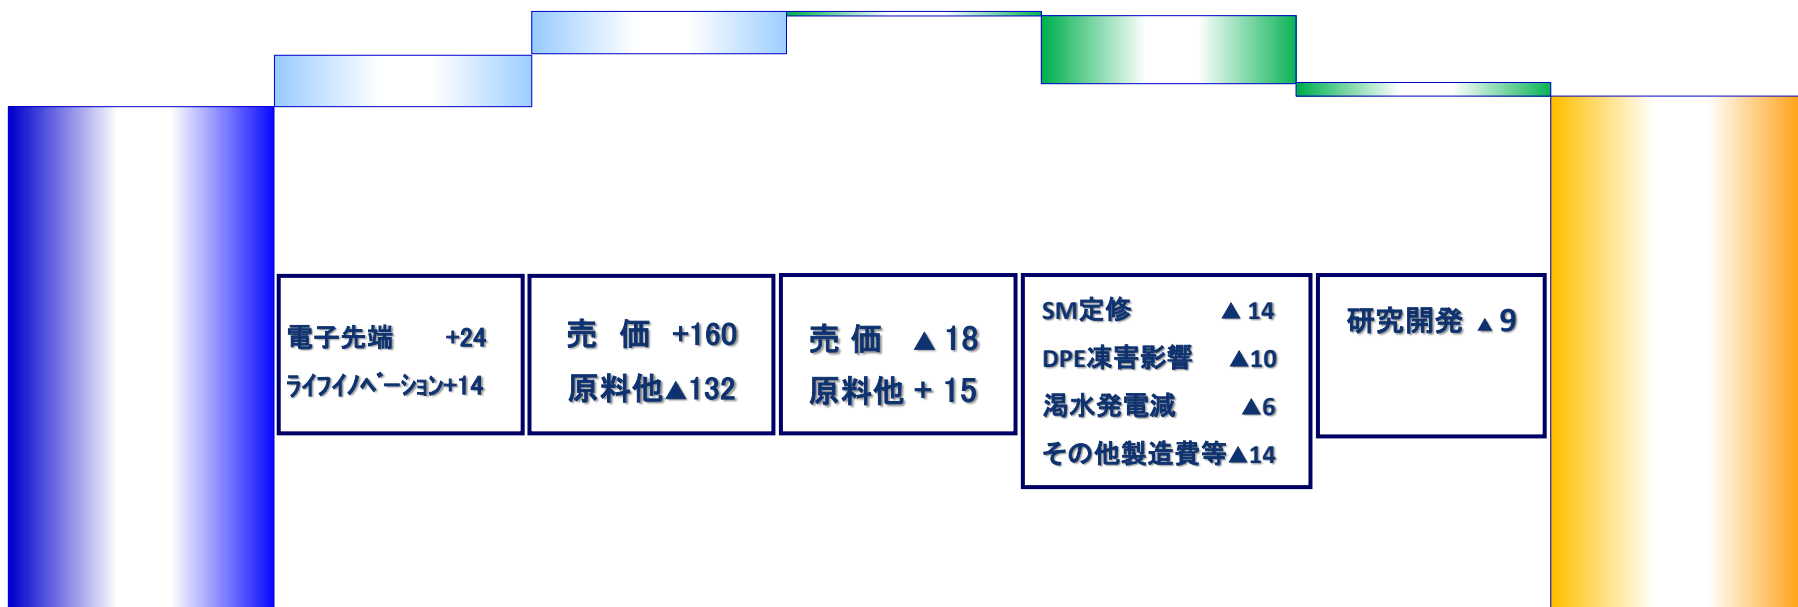 電子先端 +24
ﾗｲﾌｲﾉﾍﾞｰｼｮﾝ+14
売 価 +160
原料他▲132
売 価 ▲ 18
原料他 + 15
SM定修 ▲ 14
DPE凍害影響 ▲10
渇水発電減 ▲6
その他製造費等▲14
研究開発 ▲ 9